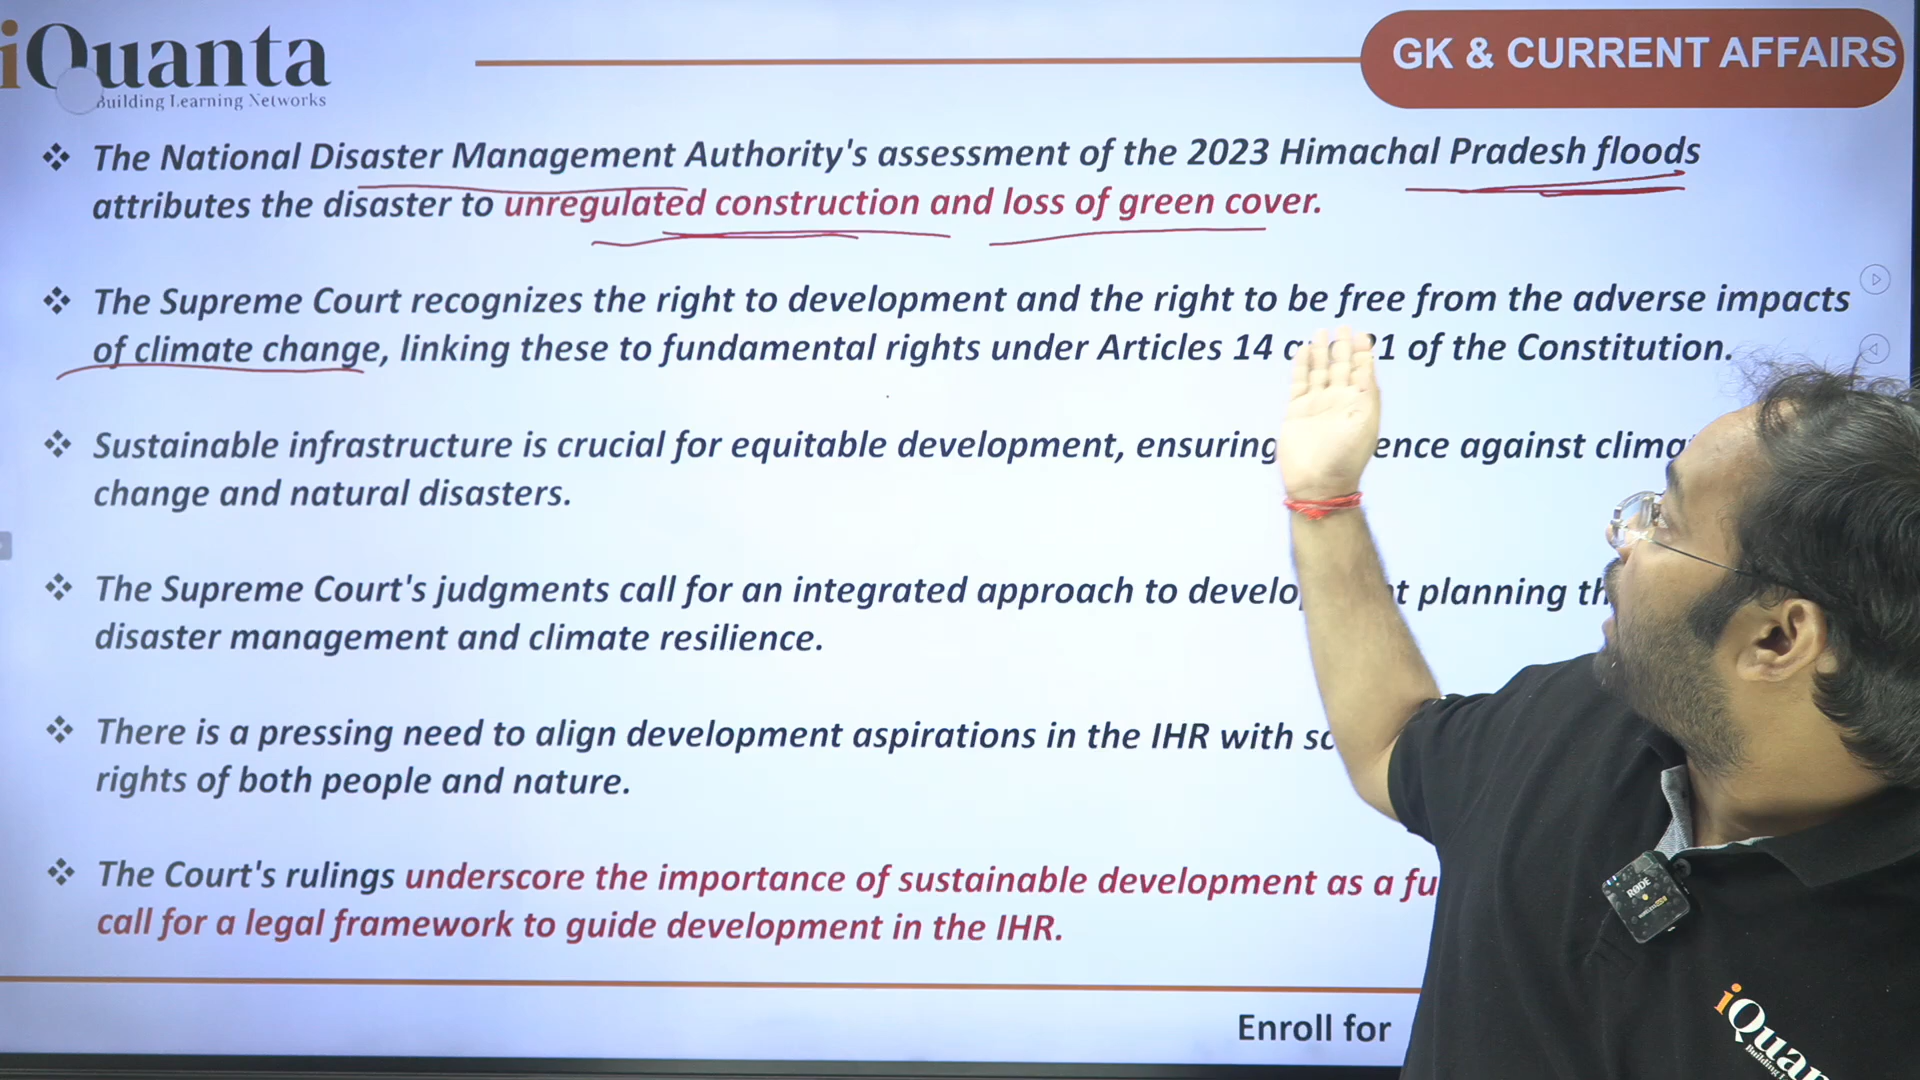 iQuanta
Building Learning Networks
GK & CURRENT AFFAIRS
The National Disaster Management Authority's assessment of the 2023 Himachal Pradesh floods
attributes the disaster to unregulated construction and loss of green cover.
The Supreme Court recognizes the right to development and the right to be free from the adverse impacts
of climate change, linking these to fundamental rights under Articles 14 of the Constitution.
Sustainable infrastructure is crucial for equitable development, ensuring against
change and natural disasters.
The Supreme Court's judgments call for an integrated approach to planning
disaster management and climate resilience.
There is a pressing need to align development aspirations in the IHR with
rights of both people and nature.
The Court's rulings underscore the importance of sustainable development as a
call for a legal framework to guide development in the IHR.
Enroll for
RØDE
iQuan
Building